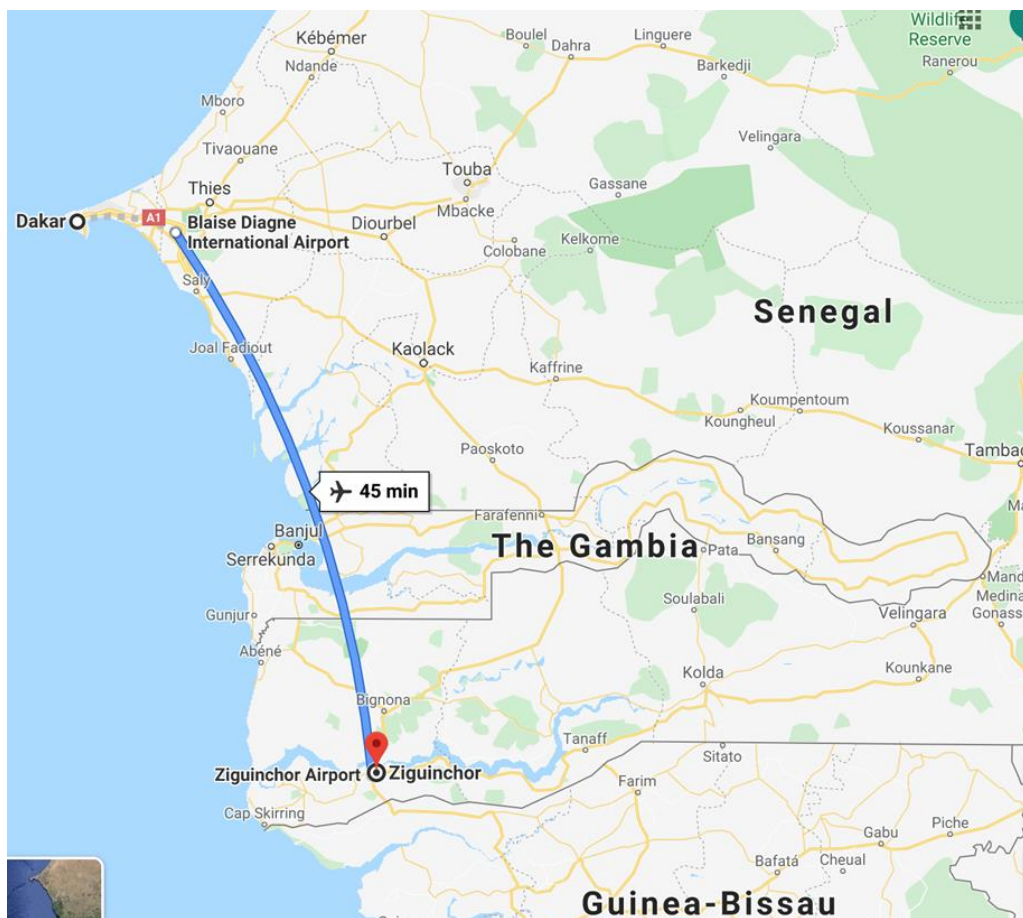 Wildlife
Reserve
Kébémer
Boulel
Dahra
Linguere
Barkedji
Ranerou
Ndande
Mboro
Tivaouane
Velingara
Touba
Thies
Gassane
Mbacke
Dakar
A1
Blaise Diagne
International Airport
Diourbel
Kelkome
Colobane
Saly
Senegal
Joal Fadiout
Kaolack
Kaffrine
Koumpentoum
Koungheul
Koussanar
Paoskoto
Tambac
45 min
Farafenni
Banjul
The Gambia
Pata
Bansang
Serrekunda
Mand
Medina
Gonass
Soulabali
Gunjur
Velingara
Abéné
Kolda
Kounkane
Bignona
Tanaff
Sitato
Ziguinchor Airport
Ziguinchor
Farim
Cap Skirring
Gabu
Piche
Bafatá
Cheual
Guinea-Bissau